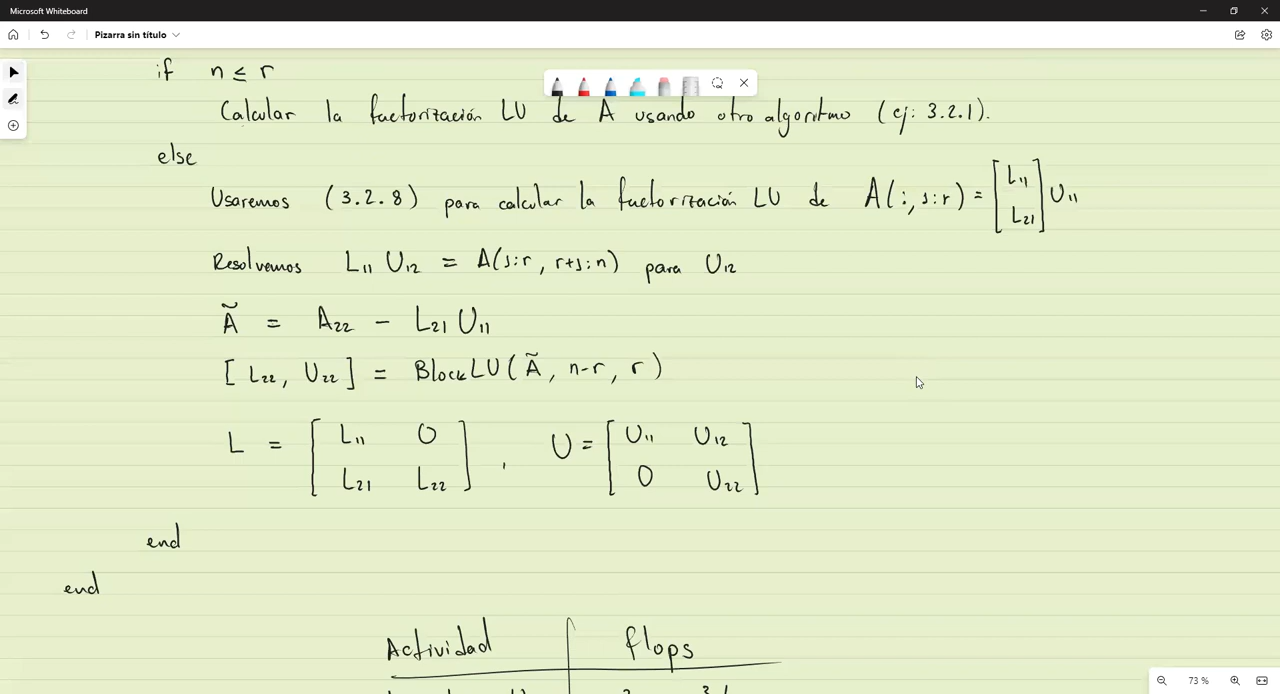 Microsoft Whiteboard
Pizarra sin título
if n ≤ r
Calcular la factorización LU de A usando otro algoritmo (ej: 3.2.1).
else
Usaremos (3.2.8) para calcular la factorización LU de A(:,1:r) = [L11; L21] U11
Resolvemos L11 U12 = A(1:r, r+1:n) para U12
Ã = A22 - L21 U11
[L22, U22] = BlockLU(Ã, n-r, r)
L = [L11 0; L21 L22], U = [U11 U12; 0 U22]
end
end
Actividad flops
73 %